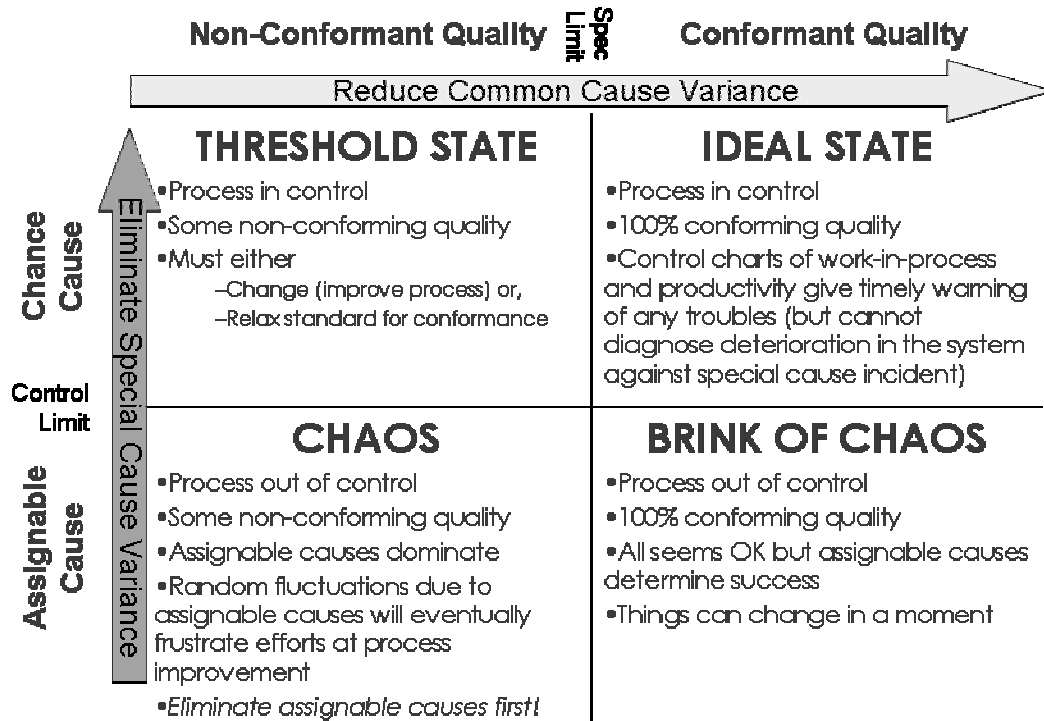 Non-Conformant Quality
Spec
Limit
Conformant Quality
Reduce Common Cause Variance
Eliminate Special Cause Variance
Chance
Cause
Control
Limit
Assignable
Cause
THRESHOLD STATE
•Process in control
•Some non-conforming quality
•Must either
–Change (improve process) or,
–Relax standard for conformance
IDEAL STATE
•Process in control
•100% conforming quality
•Control charts of work-in-process
and productivity give timely warning
of any troubles (but cannot
diagnose deterioration in the system
against special cause incident)
CHAOS
•Process out of control
•Some non-conforming quality
•Assignable causes dominate
•Random fluctuations due to
assignable causes will eventually
frustrate efforts at process
improvement
•Eliminate assignable causes first!
BRINK OF CHAOS
•Process out of control
•100% conforming quality
•All seems OK but assignable causes
determine success
•Things can change in a moment